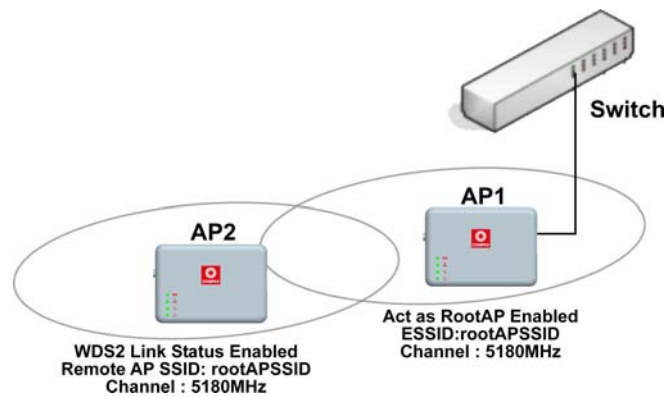 Switch
AP1
AP2
Act as RootAP Enabled
ESSID:rootAPSSID
Channel : 5180MHz
WDS2 Link Status Enabled
Remote AP SSID: rootAPSSID
Channel : 5180MHz